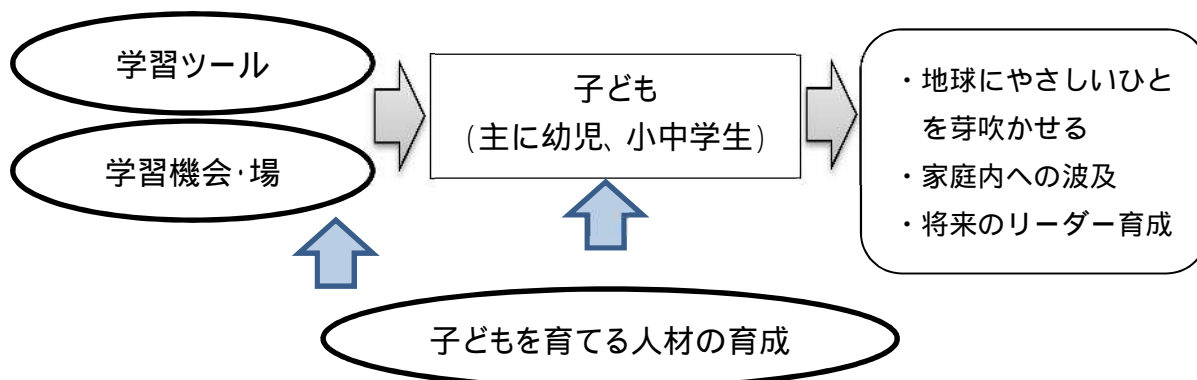 学習ツール
学習機会・場
子ども
(主に幼児、小中学生)
・地球にやさしいひと
を芽吹かせる
・家庭内への波及
・将来のリーダー育成
子どもを育てる人材の育成